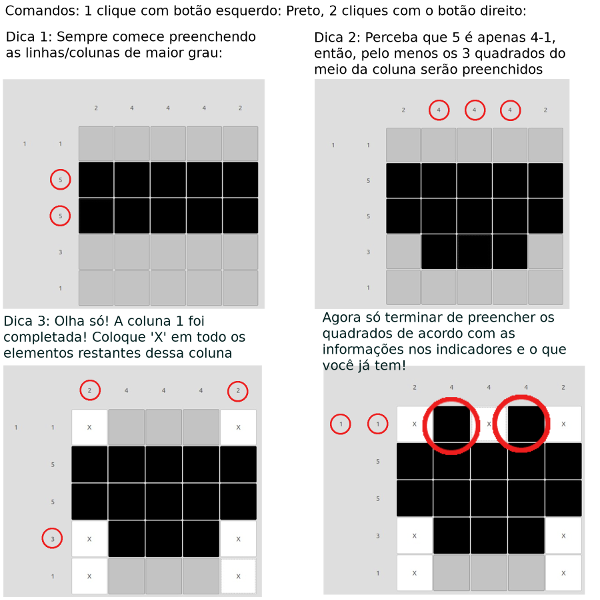 Comandos: 1 clique com botão esquerdo: Preto, 2 cliques com o botão direito:
Dica 1: Sempre comece preenchendo
as linhas/colunas de maior grau:
2 4 4 4 2
1 1
5
5
3
1
Dica 2: Perceba que 5 é apenas 4-1,
então, pelo menos os 3 quadrados do
meio da coluna serão preenchidos
2 4 4 4 2
1 1
5
5
3
1
Dica 3: Olha só! A coluna 1 foi
completada! Coloque 'X' em todo os
elementos restantes dessa coluna
2 4 4 4 2
1 1 X X
5
5
3 X X
1 X X
Agora só terminar de preencher os
quadrados de acordo com as
informações nos indicadores e o que
você já tem!
2 4 4 4 2
1 1 X X X
5
5
3 X X
1 X X